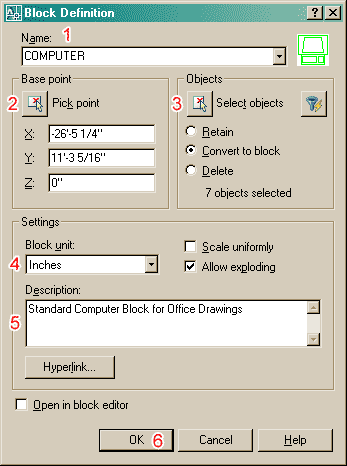 Block Definition
Name: 1
COMPUTER
Base point
Objects
2 Pick point
3 Select objects
X: -26'-5 1/4"
Y: 11'-3 5/16"
Z: 0"
Retain
Convert to block
Delete
7 objects selected
Settings
Block unit:
4 Inches
Scale uniformly
Allow exploding
Description:
5 Standard Computer Block for Office Drawings
Hyperlink...
Open in block editor
OK 6 Cancel Help